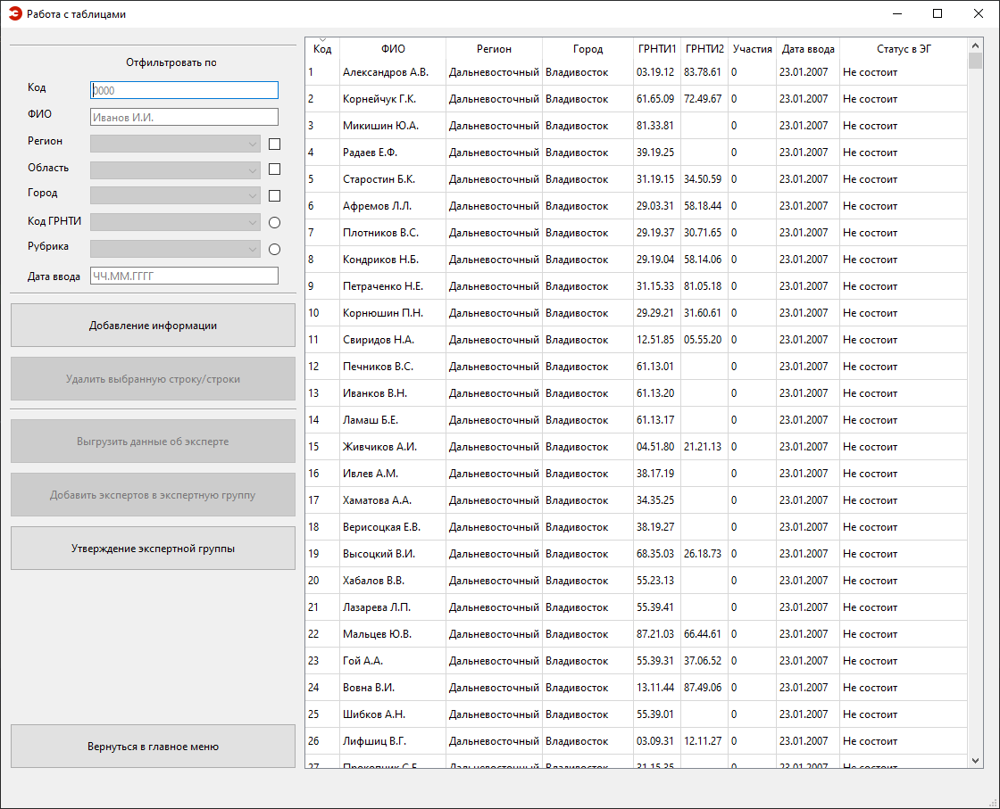 Э Работа с таблицами
Отфильтровать по
Код 0000
ФИО Иванов И.И.
Регион
Область
Город
Код ГРНТИ
Рубрика
Дата ввода ЧЧ.ММ.ГГГГ
Добавление информации
Удалить выбранную строку/строки
Выгрузить данные об эксперте
Добавить экспертов в экспертную группу
Утверждение экспертной группы
Вернуться в главное меню
Код ФИО Регион Город ГРНТИ1 ГРНТИ2 Участия Дата ввода Статус в ЭГ
1 Александров А.В. Дальневосточный Владивосток 03.19.12 83.78.61 0 23.01.2007 Не состоит
2 Корнейчук Г.К. Дальневосточный Владивосток 61.65.09 72.49.67 0 23.01.2007 Не состоит
3 Микишин Ю.А. Дальневосточный Владивосток 81.33.81 0 23.01.2007 Не состоит
4 Радаев Е.Ф. Дальневосточный Владивосток 39.19.25 0 23.01.2007 Не состоит
5 Старостин Б.К. Дальневосточный Владивосток 31.19.15 34.50.59 0 23.01.2007 Не состоит
6 Афремов Л.Л. Дальневосточный Владивосток 29.03.31 58.18.44 0 23.01.2007 Не состоит
7 Плотников В.С. Дальневосточный Владивосток 29.19.37 30.71.65 0 23.01.2007 Не состоит
8 Кондриков Н.Б. Дальневосточный Владивосток 29.19.04 58.14.06 0 23.01.2007 Не состоит
9 Петраченко Н.Е. Дальневосточный Владивосток 31.15.33 81.05.18 0 23.01.2007 Не состоит
10 Корнюшин П.Н. Дальневосточный Владивосток 29.29.21 31.60.61 0 23.01.2007 Не состоит
11 Свиридов Н.А. Дальневосточный Владивосток 12.51.85 05.55.20 0 23.01.2007 Не состоит
12 Печников В.С. Дальневосточный Владивосток 61.13.01 0 23.01.2007 Не состоит
13 Иванков В.Н. Дальневосточный Владивосток 61.13.20 0 23.01.2007 Не состоит
14 Ламаш Б.Е. Дальневосточный Владивосток 61.13.17 0 23.01.2007 Не состоит
15 Живчиков А.И. Дальневосточный Владивосток 04.51.80 21.21.13 0 23.01.2007 Не состоит
16 Ивлев А.М. Дальневосточный Владивосток 38.17.19 0 23.01.2007 Не состоит
17 Хаматова А.А. Дальневосточный Владивосток 34.35.25 0 23.01.2007 Не состоит
18 Верисоцкая Е.В. Дальневосточный Владивосток 38.19.27 0 23.01.2007 Не состоит
19 Высоцкий В.И. Дальневосточный Владивосток 68.35.03 26.18.73 0 23.01.2007 Не состоит
20 Хабалов В.В. Дальневосточный Владивосток 55.23.13 0 23.01.2007 Не состоит
21 Лазарева Л.П. Дальневосточный Владивосток 55.39.41 0 23.01.2007 Не состоит
22 Мальцев Ю.В. Дальневосточный Владивосток 87.21.03 66.44.61 0 23.01.2007 Не состоит
23 Гой А.А. Дальневосточный Владивосток 55.39.31 37.06.52 0 23.01.2007 Не состоит
24 Вовна В.И. Дальневосточный Владивосток 13.11.44 87.49.06 0 23.01.2007 Не состоит
25 Шибков А.Н. Дальневосточный Владивосток 55.39.01 0 23.01.2007 Не состоит
26 Лифшиц В.Г. Дальневосточный Владивосток 03.09.31 12.11.27 0 23.01.2007 Не состоит
27 Дальневосточный Владивосток 31.15.35 0 23.01.2007 Не состоит